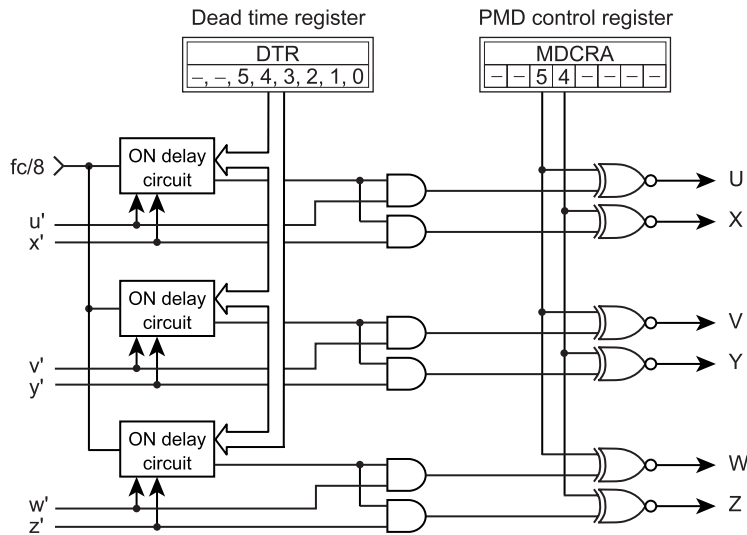 Dead time register
PMD control register
DTR
–, –, 5, 4, 3, 2, 1, 0
MDCRA
– – 5 4 – – – –
fc/8
ON delay
circuit
U
u'
x'
X
ON delay
circuit
V
v'
y'
Y
ON delay
circuit
W
w'
z'
Z